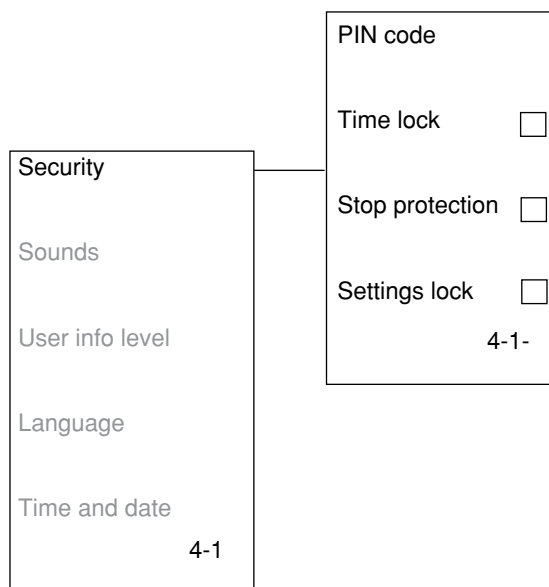 PIN code
Time lock
Stop protection
Settings lock
4-1-
Security
Sounds
User info level
Language
Time and date
4-1